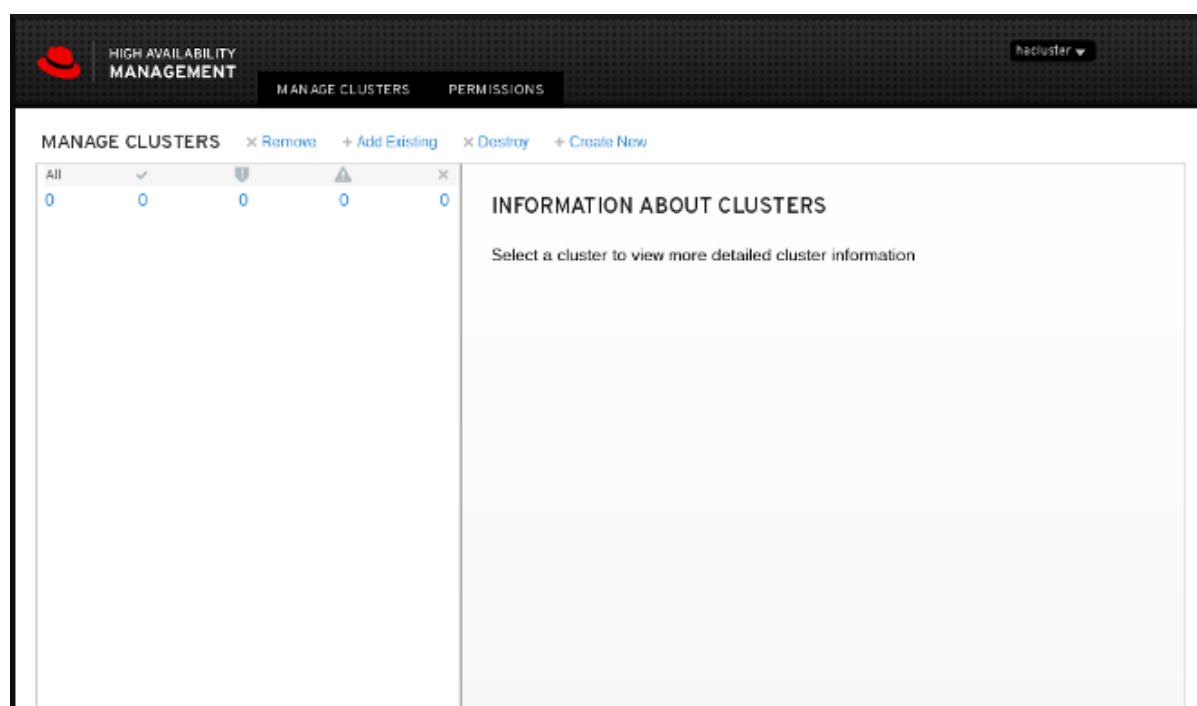 HIGH AVAILABILITY
MANAGEMENT
hacluster
MANAGE CLUSTERS PERMISSIONS
MANAGE CLUSTERS Remove + Add Existing Destroy + Create New
All
0 0 0 0 0
INFORMATION ABOUT CLUSTERS
Select a cluster to view more detailed cluster information